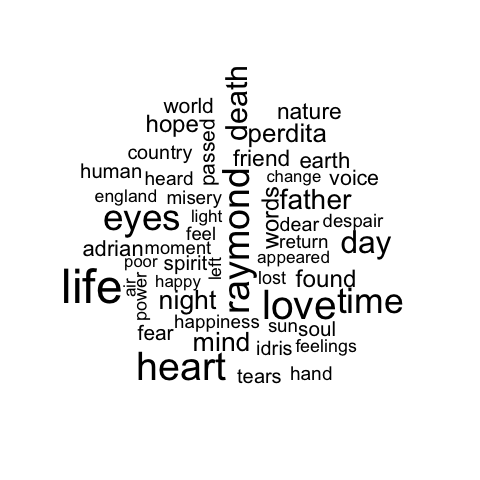 world
death
nature
hope
passed
perdita
country
friend
earth
human
heard
change
voice
england
misery
words
father
eyes
light
raymond
dear
despair
feel
return
day
adrian
moment
appeared
poor
spirit
left
life
air
power
happy
lost
found
night
love
time
happiness
sun
soul
fear
mind
idris
feelings
heart
tears
hand